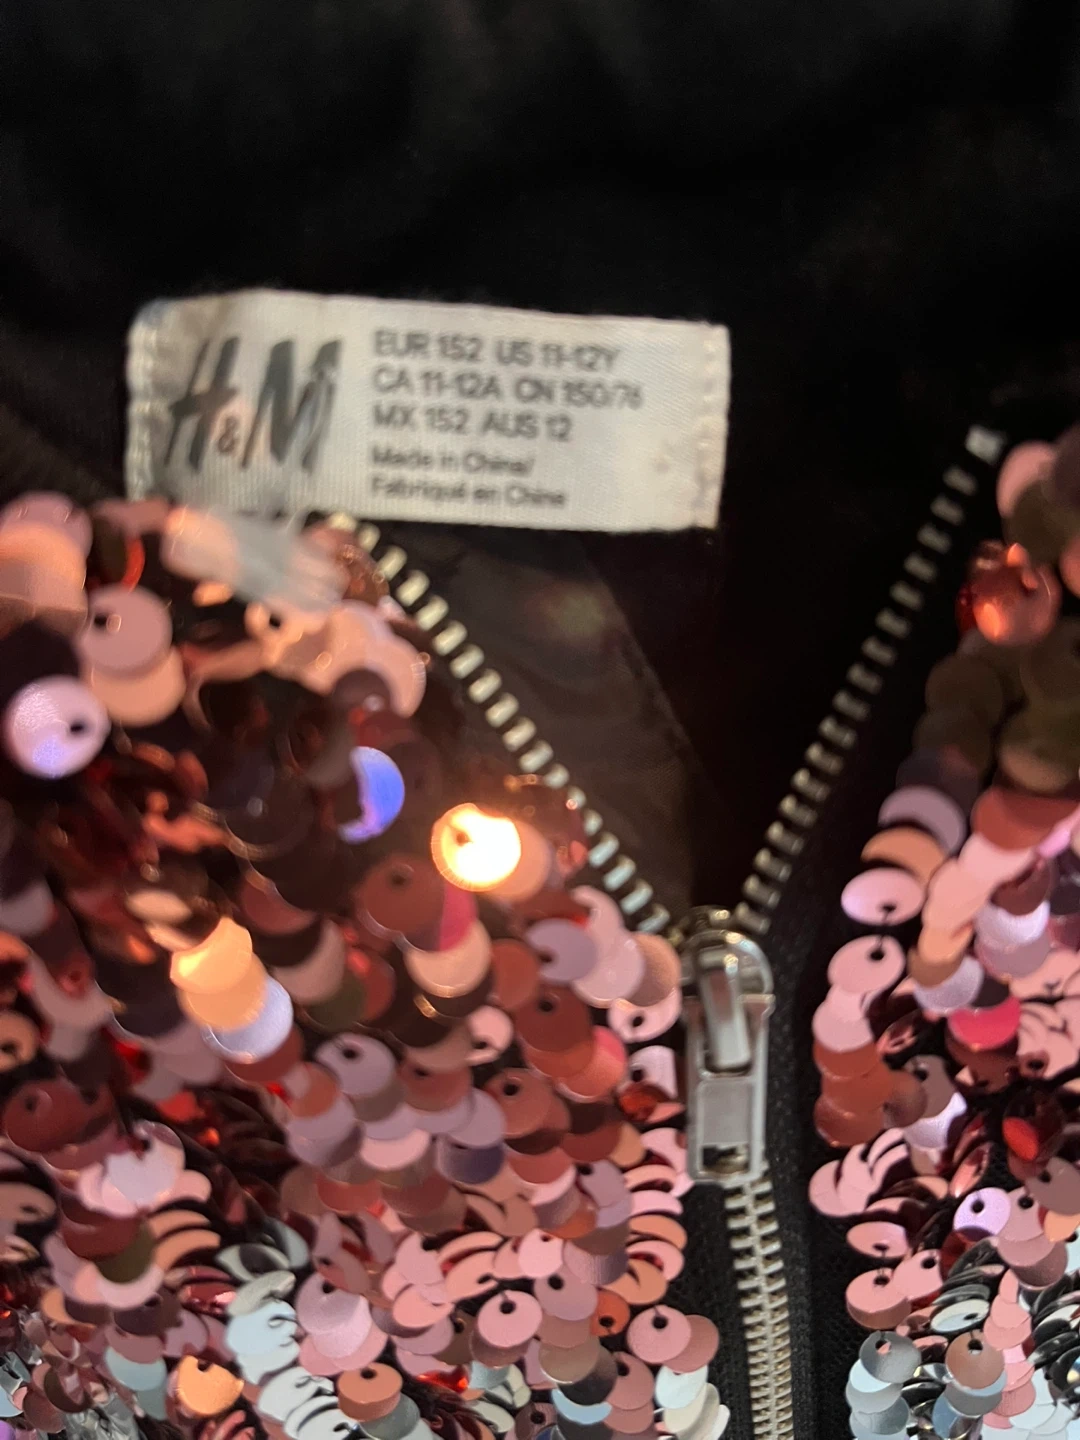 H&M
EUR 152 US 11-12Y
CA 11-12A CN 150/76
MX 152 AUS 12
Made in China/
Fabriqué en Chine